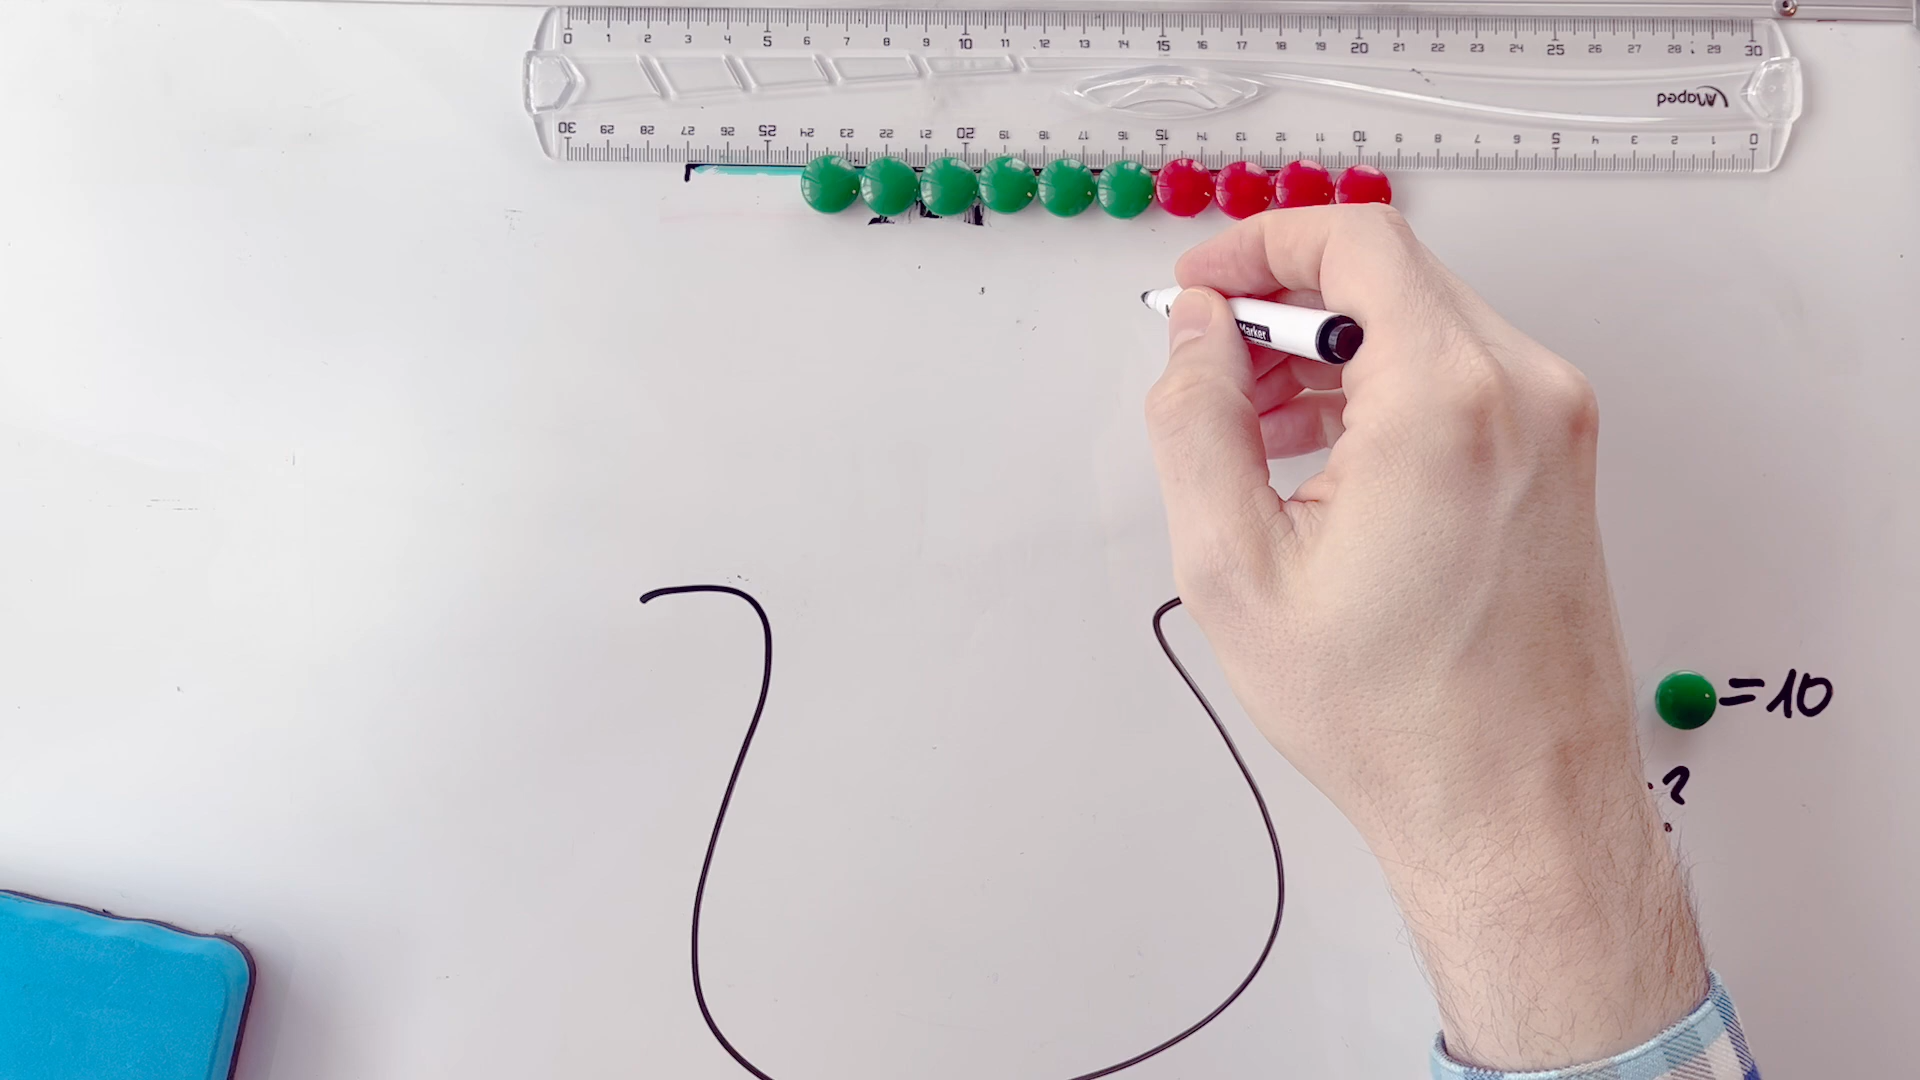 0 1 2 3 4 5 6 7 8 9 10 11 12 13 14 15 16 17 18 19 20 21 22 23 24 25 26 27 28 29 30
Maped
30 29 28 27 26 25 24 23 22 21 20 19 18 17 16 15 14 13 12 11 10 9 8 7 6 5 4 3 2 1 0
Marker
=10
?